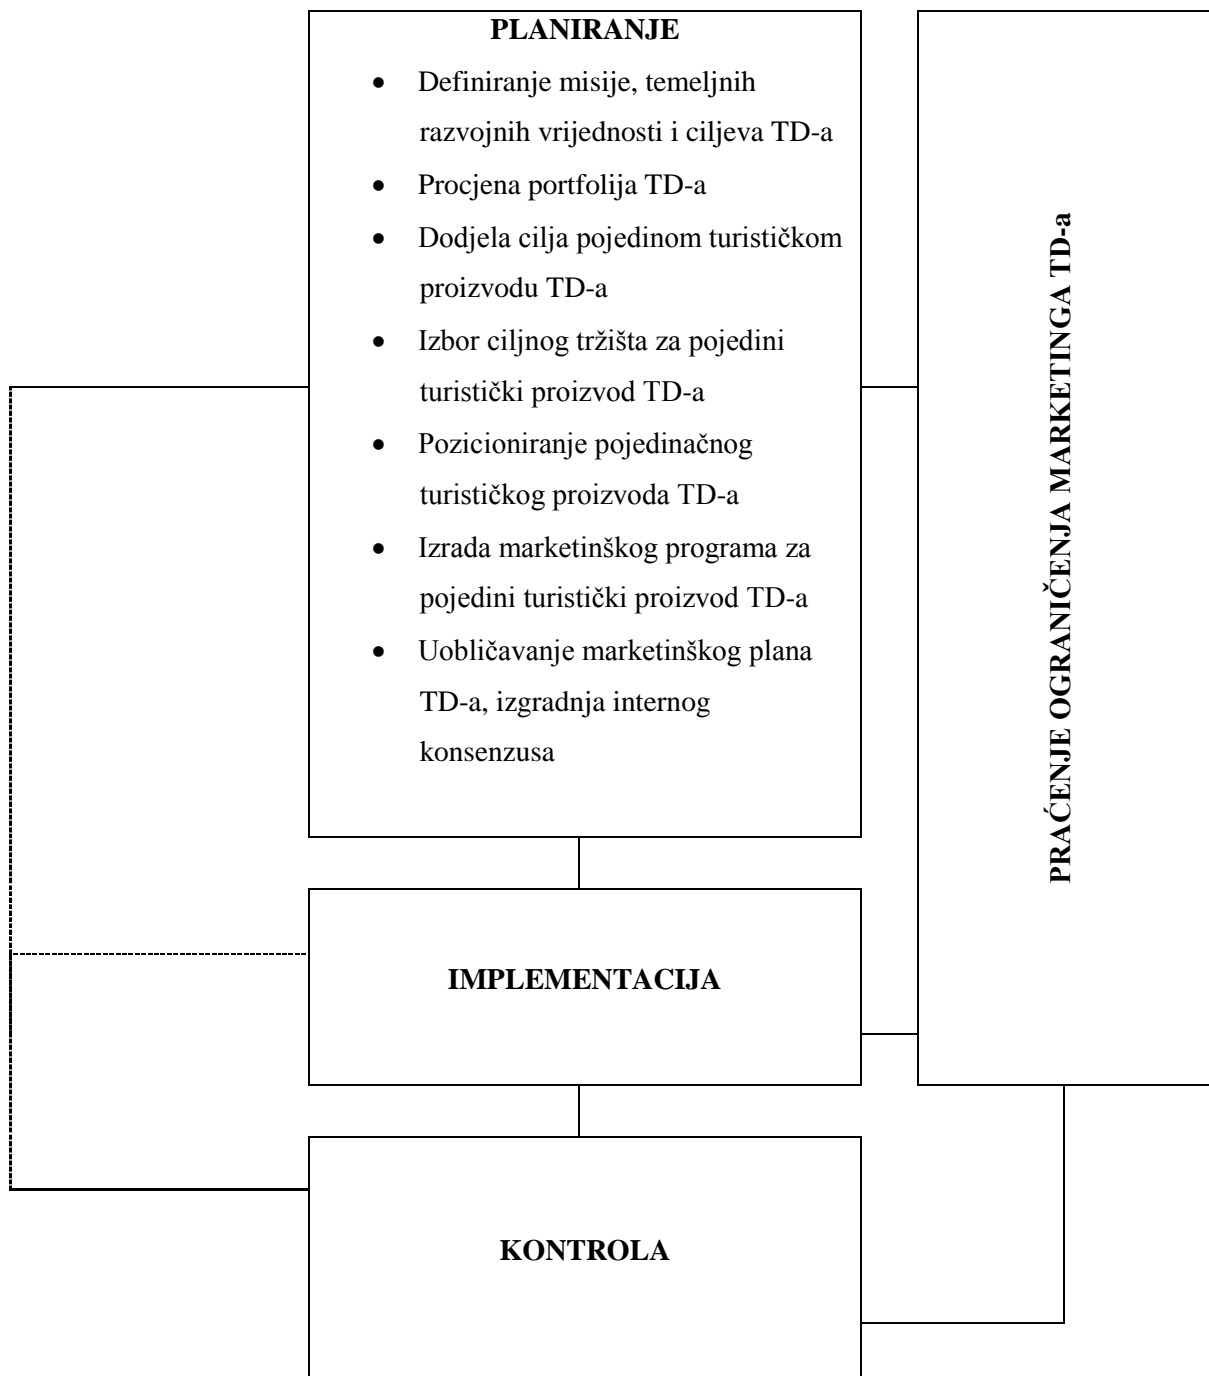 PLANIRANJE
• Definiranje misije, temeljnih
razvojnih vrijednosti i ciljeva TD-a
• Procjena portfolija TD-a
• Dodjela cilja pojedinom turističkom
proizvodu TD-a
• Izbor ciljnog tržišta za pojedini
turistički proizvod TD-a
• Pozicioniranje pojedinačnog
turističkog proizvoda TD-a
• Izrada marketinškog programa za
pojedini turistički proizvod TD-a
• Uobličavanje marketinškog plana
TD-a, izgradnja internog
konsenzusa
IMPLEMENTACIJA
KONTROLA
PRAĆENJE OGRANIČENJA MARKETINGA TD-a